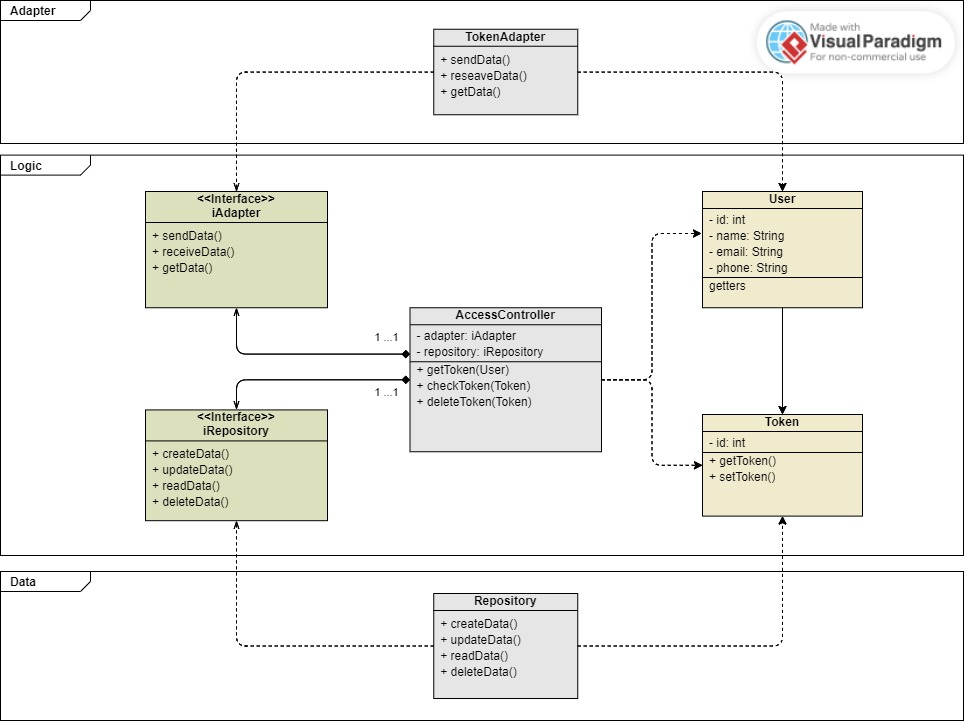 Adapter
TokenAdapter
+ sendData()
+ reseaveData()
+ getData()
Made with
VisualParadigm
For non-commercial use
Logic
<<Interface>>
iAdapter
+ sendData()
+ receiveData()
+ getData()
User
- id: int
- name: String
- email: String
- phone: String
getters
AccessController
- adapter: iAdapter
- repository: iRepository
+ getToken(User)
+ checkToken(Token)
+ deleteToken(Token)
1 ...1
1 ...1
<<Interface>>
iRepository
+ createData()
+ updateData()
+ readData()
+ deleteData()
Token
- id: int
+ getToken()
+ setToken()
Data
Repository
+ createData()
+ updateData()
+ readData()
+ deleteData()